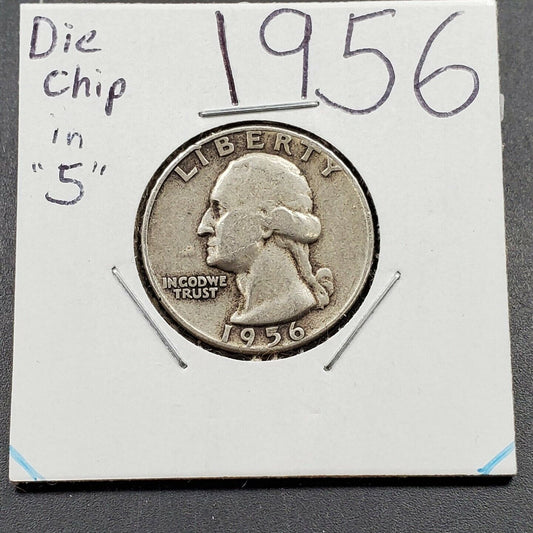 Die
Chip
in
"5"
1956
LIBERTY
IN GOD WE
TRUST
1956